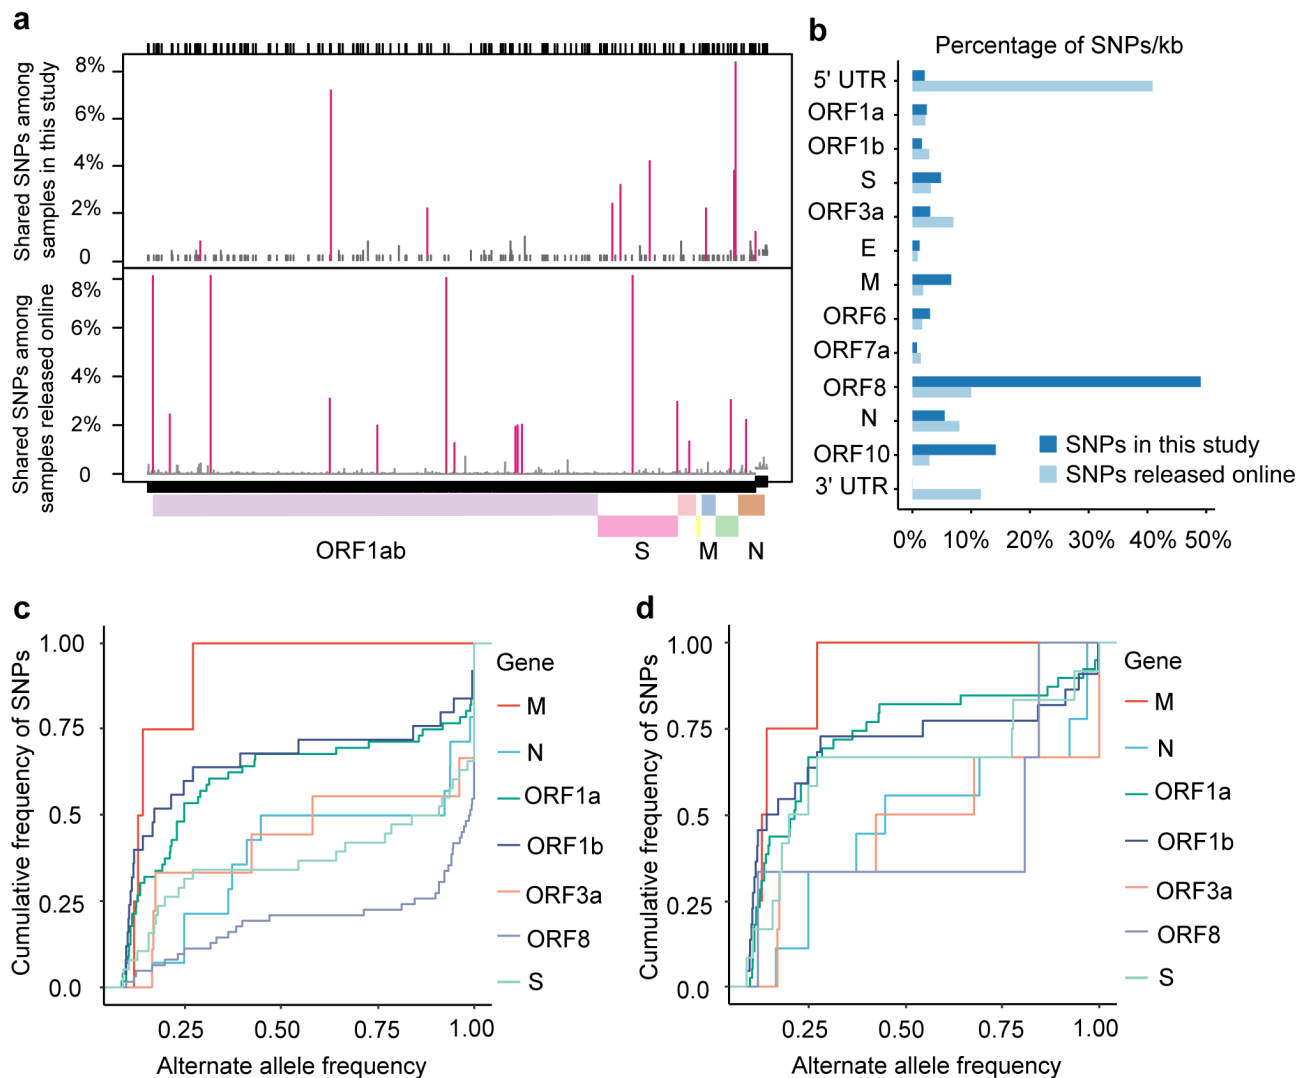 a
Shared SNPs among
samples in this study
8%
6%
4%
2%
0
Shared SNPs among
samples released online
8%
6%
4%
2%
0
ORF1ab
S
M
N
b
Percentage of SNPs/kb
5' UTR
ORF1a
ORF1b
S
ORF3a
E
M
ORF6
ORF7a
ORF8
N
ORF10
3' UTR
SNPs in this study
SNPs released online
0% 10% 20% 30% 40% 50%
c
Cumulative frequency of SNPs
1.00
0.75
0.5
0.25
0.0
0.25 0.50 0.75 1.00
Alternate allele frequency
Gene
M
N
ORF1a
ORF1b
ORF3a
ORF8
S
d
Cumulative frequency of SNPs
1.00
0.75
0.5
0.25
0.0
0.25 0.50 0.75 1.00
Alternate allele frequency
Gene
M
N
ORF1a
ORF1b
ORF3a
ORF8
S